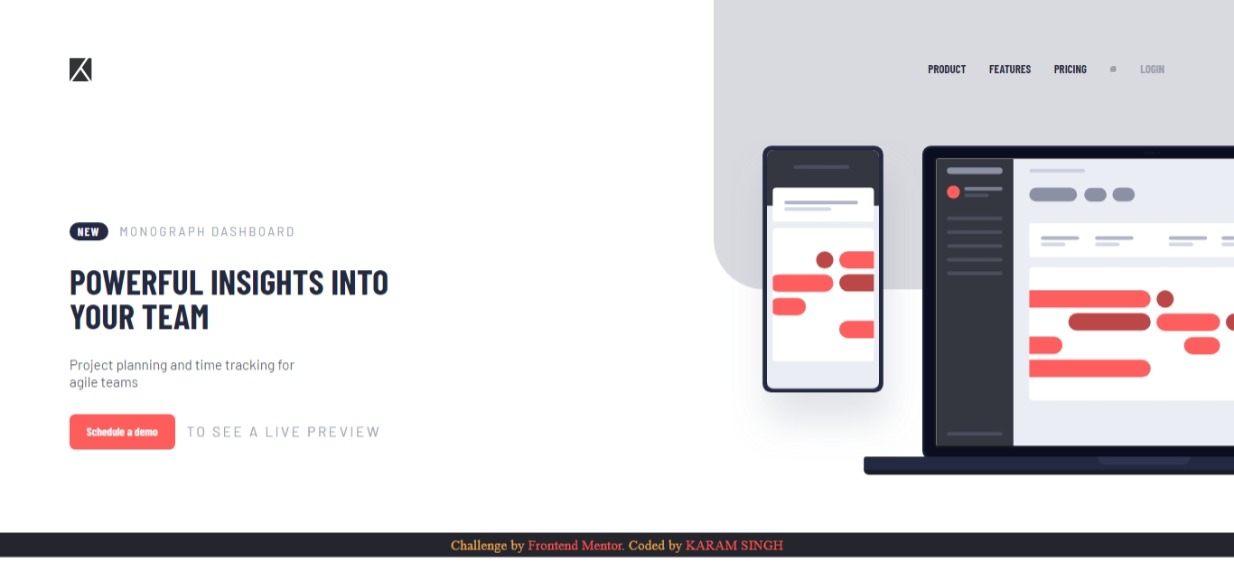 PRODUCT FEATURES PRICING LOGIN
NEW MONOGRAPH DASHBOARD
POWERFUL INSIGHTS INTO
YOUR TEAM
Project planning and time tracking for
agile teams
Schedule a demo TO SEE A LIVE PREVIEW
Challenge by Frontend Mentor. Coded by KARAM SINGH